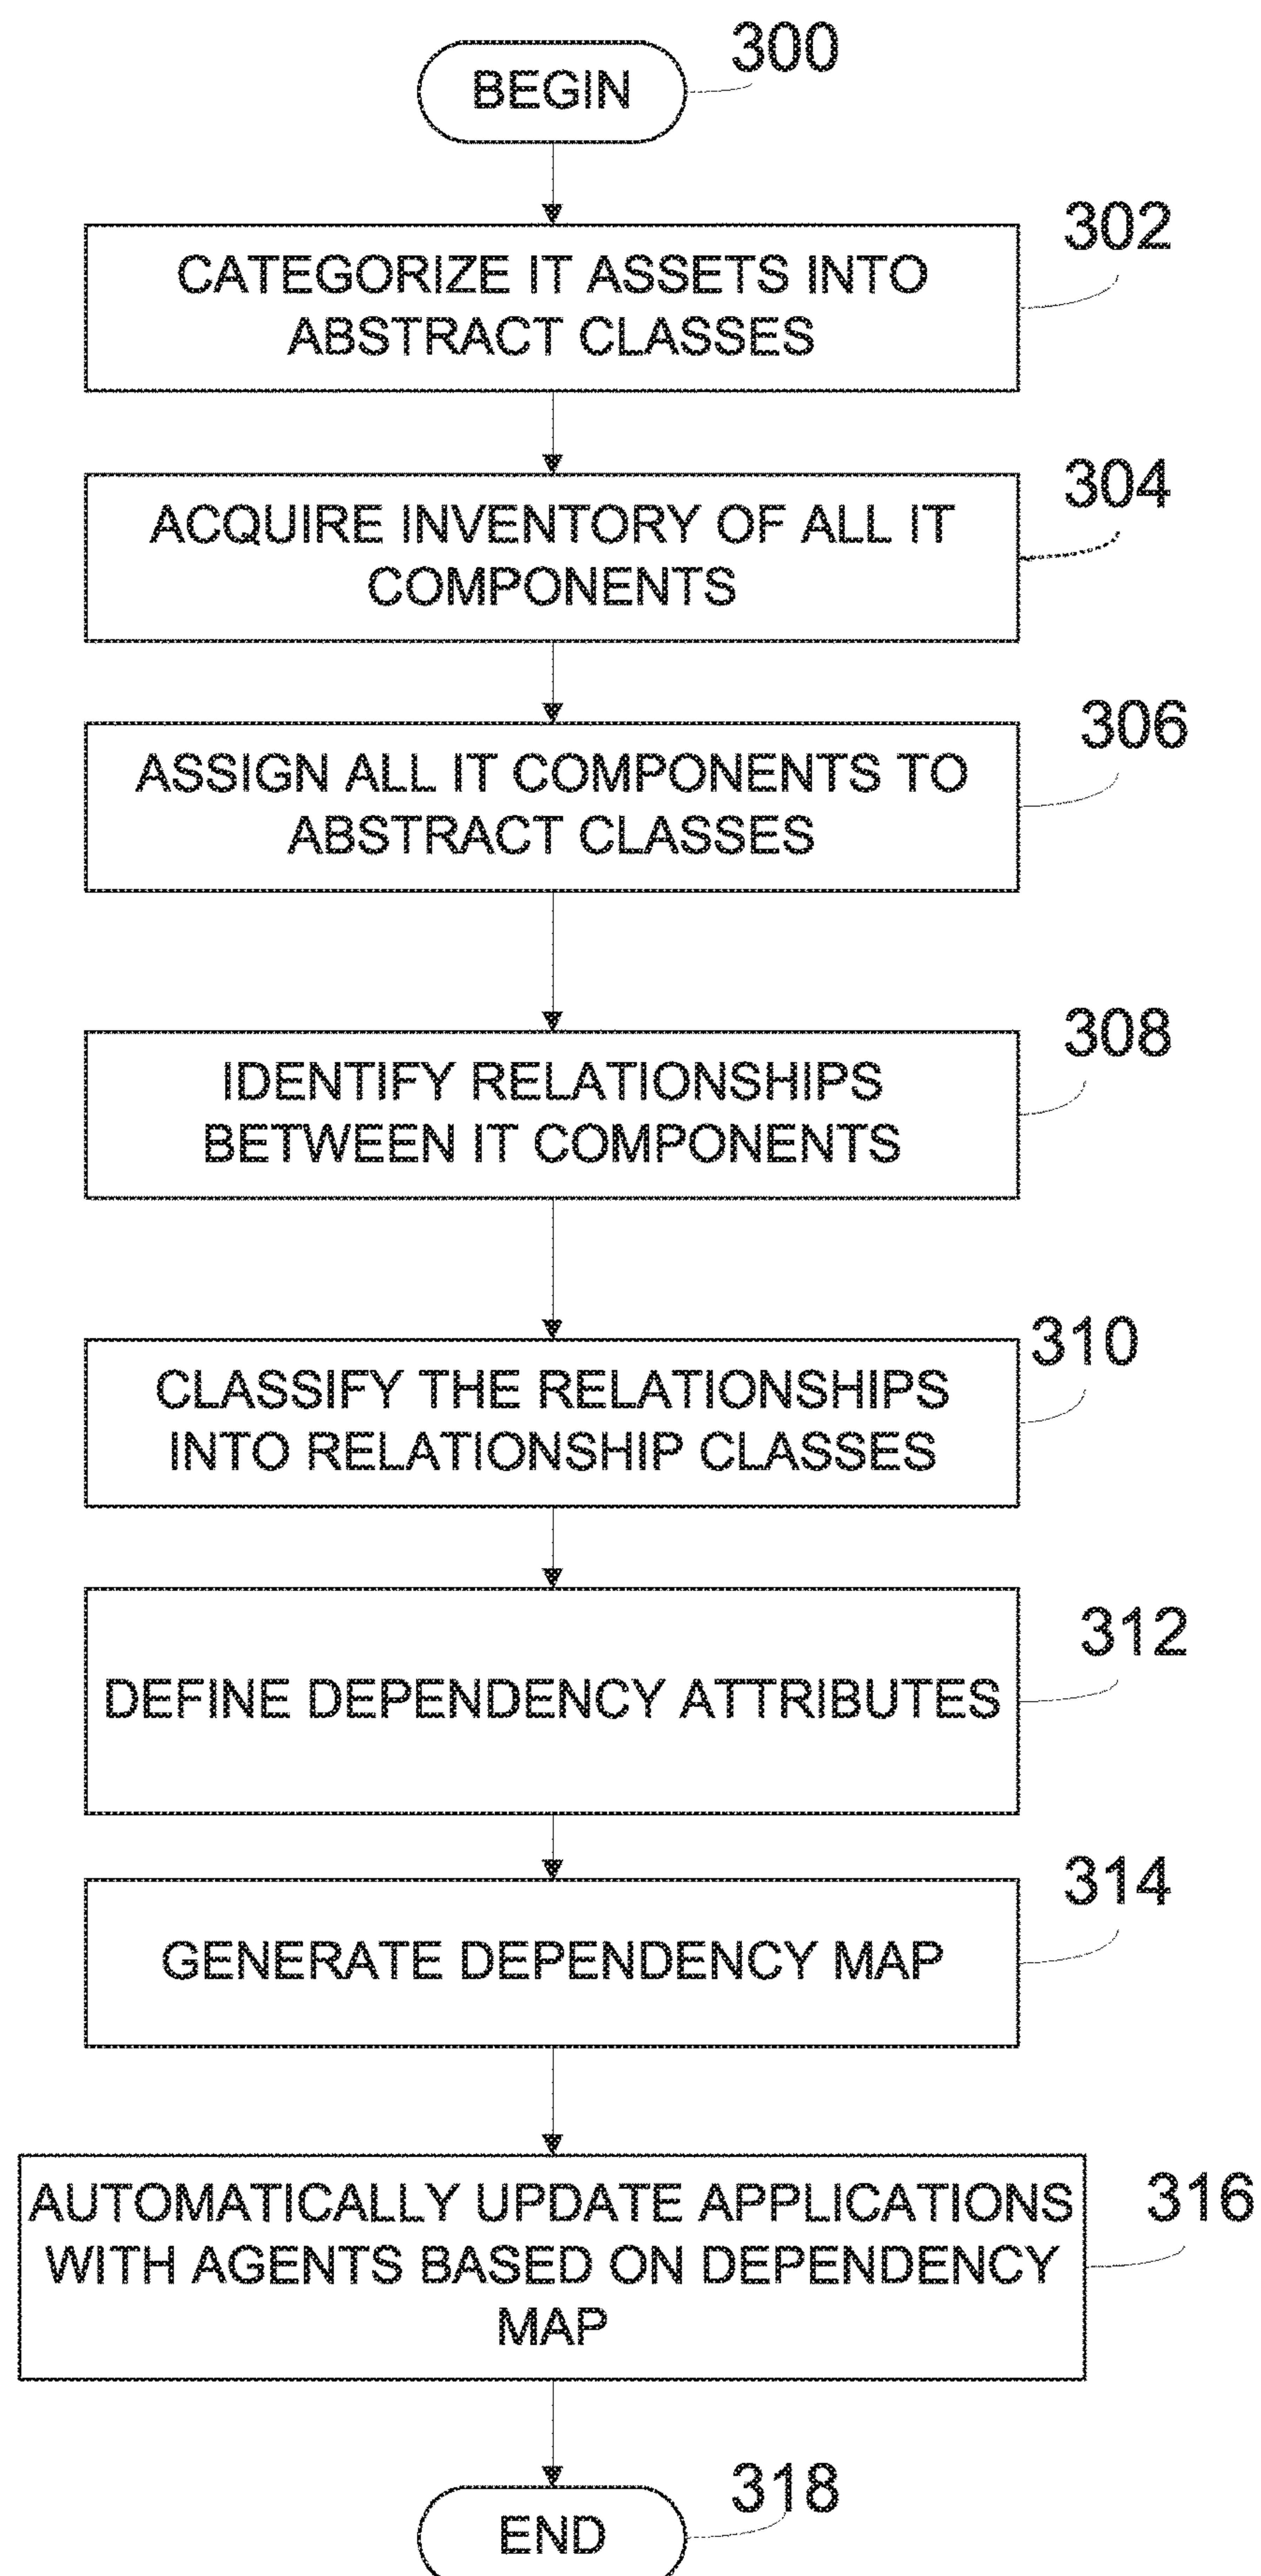 300
BEGIN
302
CATEGORIZE IT ASSETS INTO
ABSTRACT CLASSES
304
ACQUIRE INVENTORY OF ALL IT
COMPONENTS
306
ASSIGN ALL IT COMPONENTS TO
ABSTRACT CLASSES
308
IDENTIFY RELATIONSHIPS
BETWEEN IT COMPONENTS
310
CLASSIFY THE RELATIONSHIPS
INTO RELATIONSHIP CLASSES
312
DEFINE DEPENDENCY ATTRIBUTES
314
GENERATE DEPENDENCY MAP
316
AUTOMATICALLY UPDATE APPLICATIONS
WITH AGENTS BASED ON DEPENDENCY
MAP
318
END